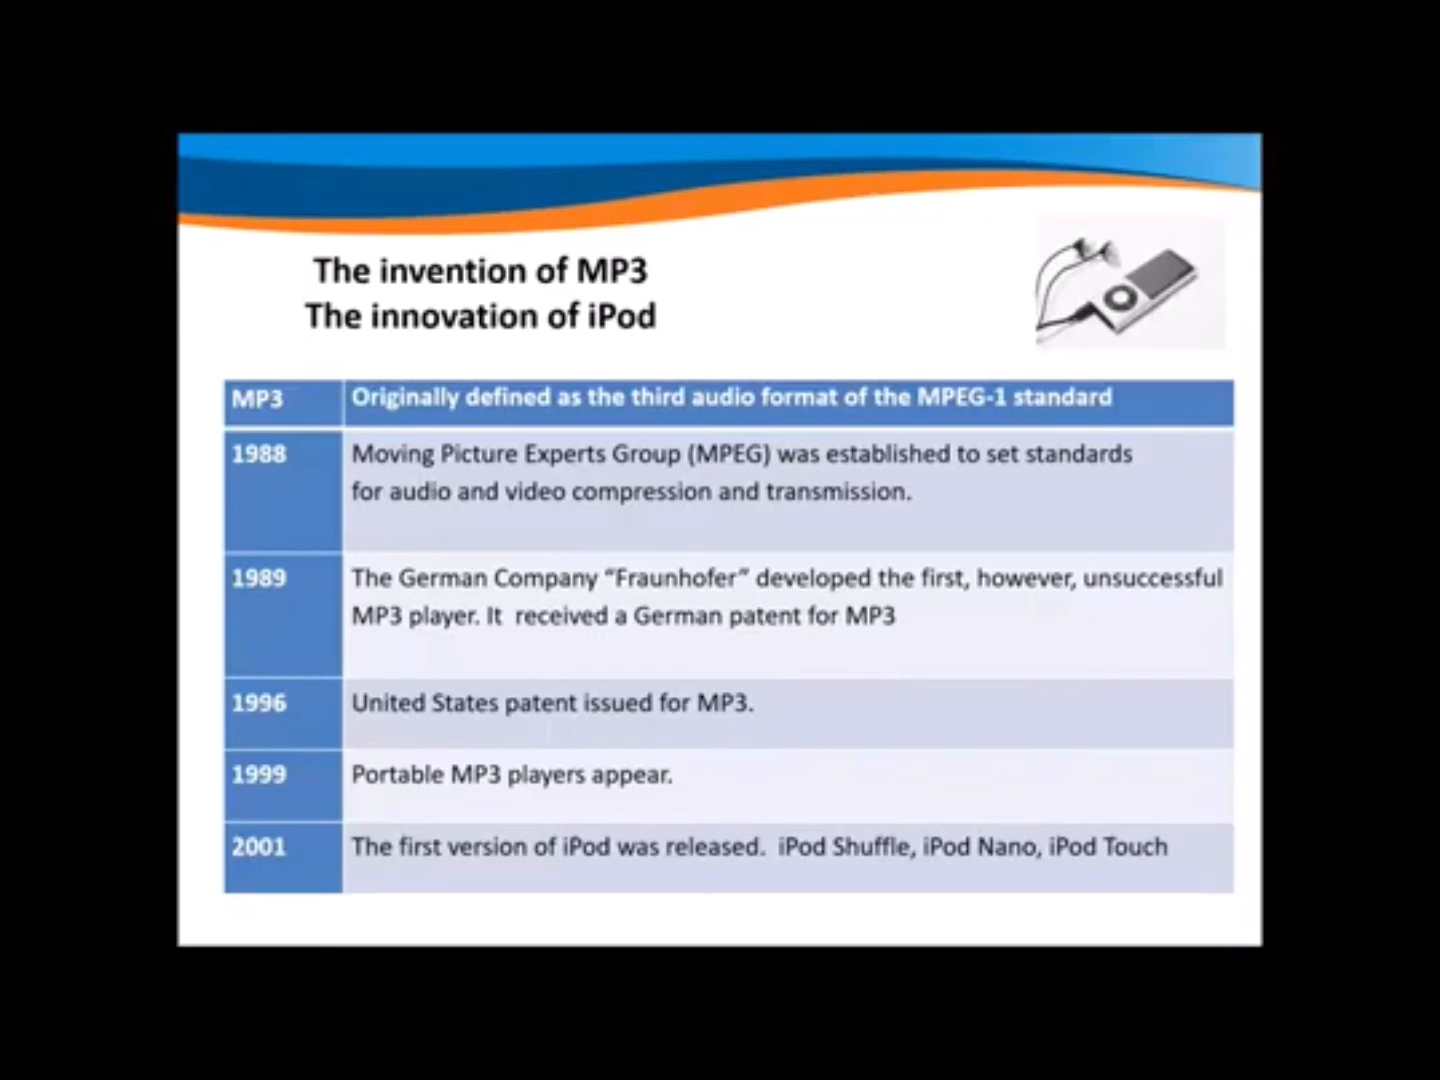 The invention of MP3
The innovation of iPod
MP3 Originally defined as the third audio format of the MPEG-1 standard
1988 Moving Picture Experts Group (MPEG) was established to set standards
for audio and video compression and transmission.
1989 The German Company “Fraunhofer” developed the first, however, unsuccessful
MP3 player. It  received a German patent for MP3
1996 United States patent issued for MP3.
1999 Portable MP3 players appear.
2001 The first version of iPod was released.  iPod Shuffle, iPod Nano, iPod Touch